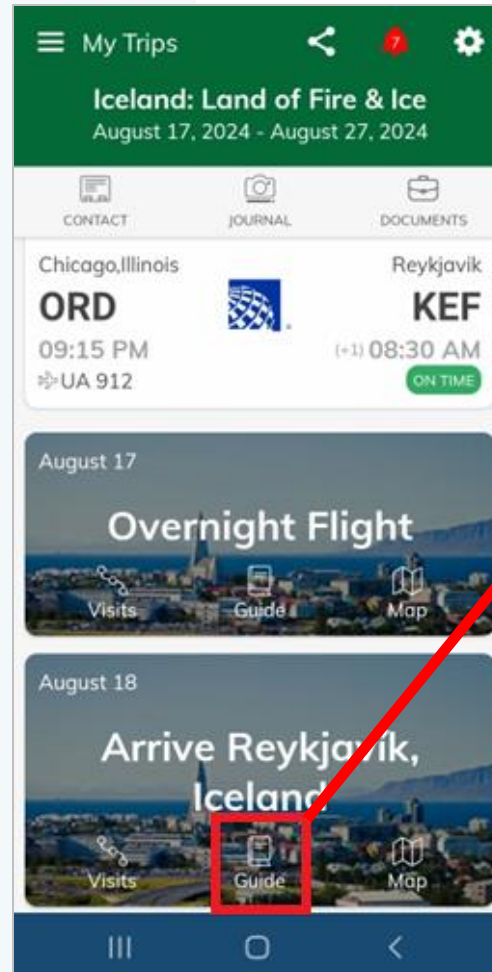 My Trips
7
Iceland: Land of Fire & Ice
August 17, 2024 - August 27, 2024
CONTACT JOURNAL DOCUMENTS
Chicago,Illinois Reykjavik
ORD KEF
09:15 PM (+1) 08:30 AM
UA 912 ON TIME
August 17
Overnight Flight
Visits Guide Map
August 18
Arrive Reykjavík,
Iceland
Visits Guide Map